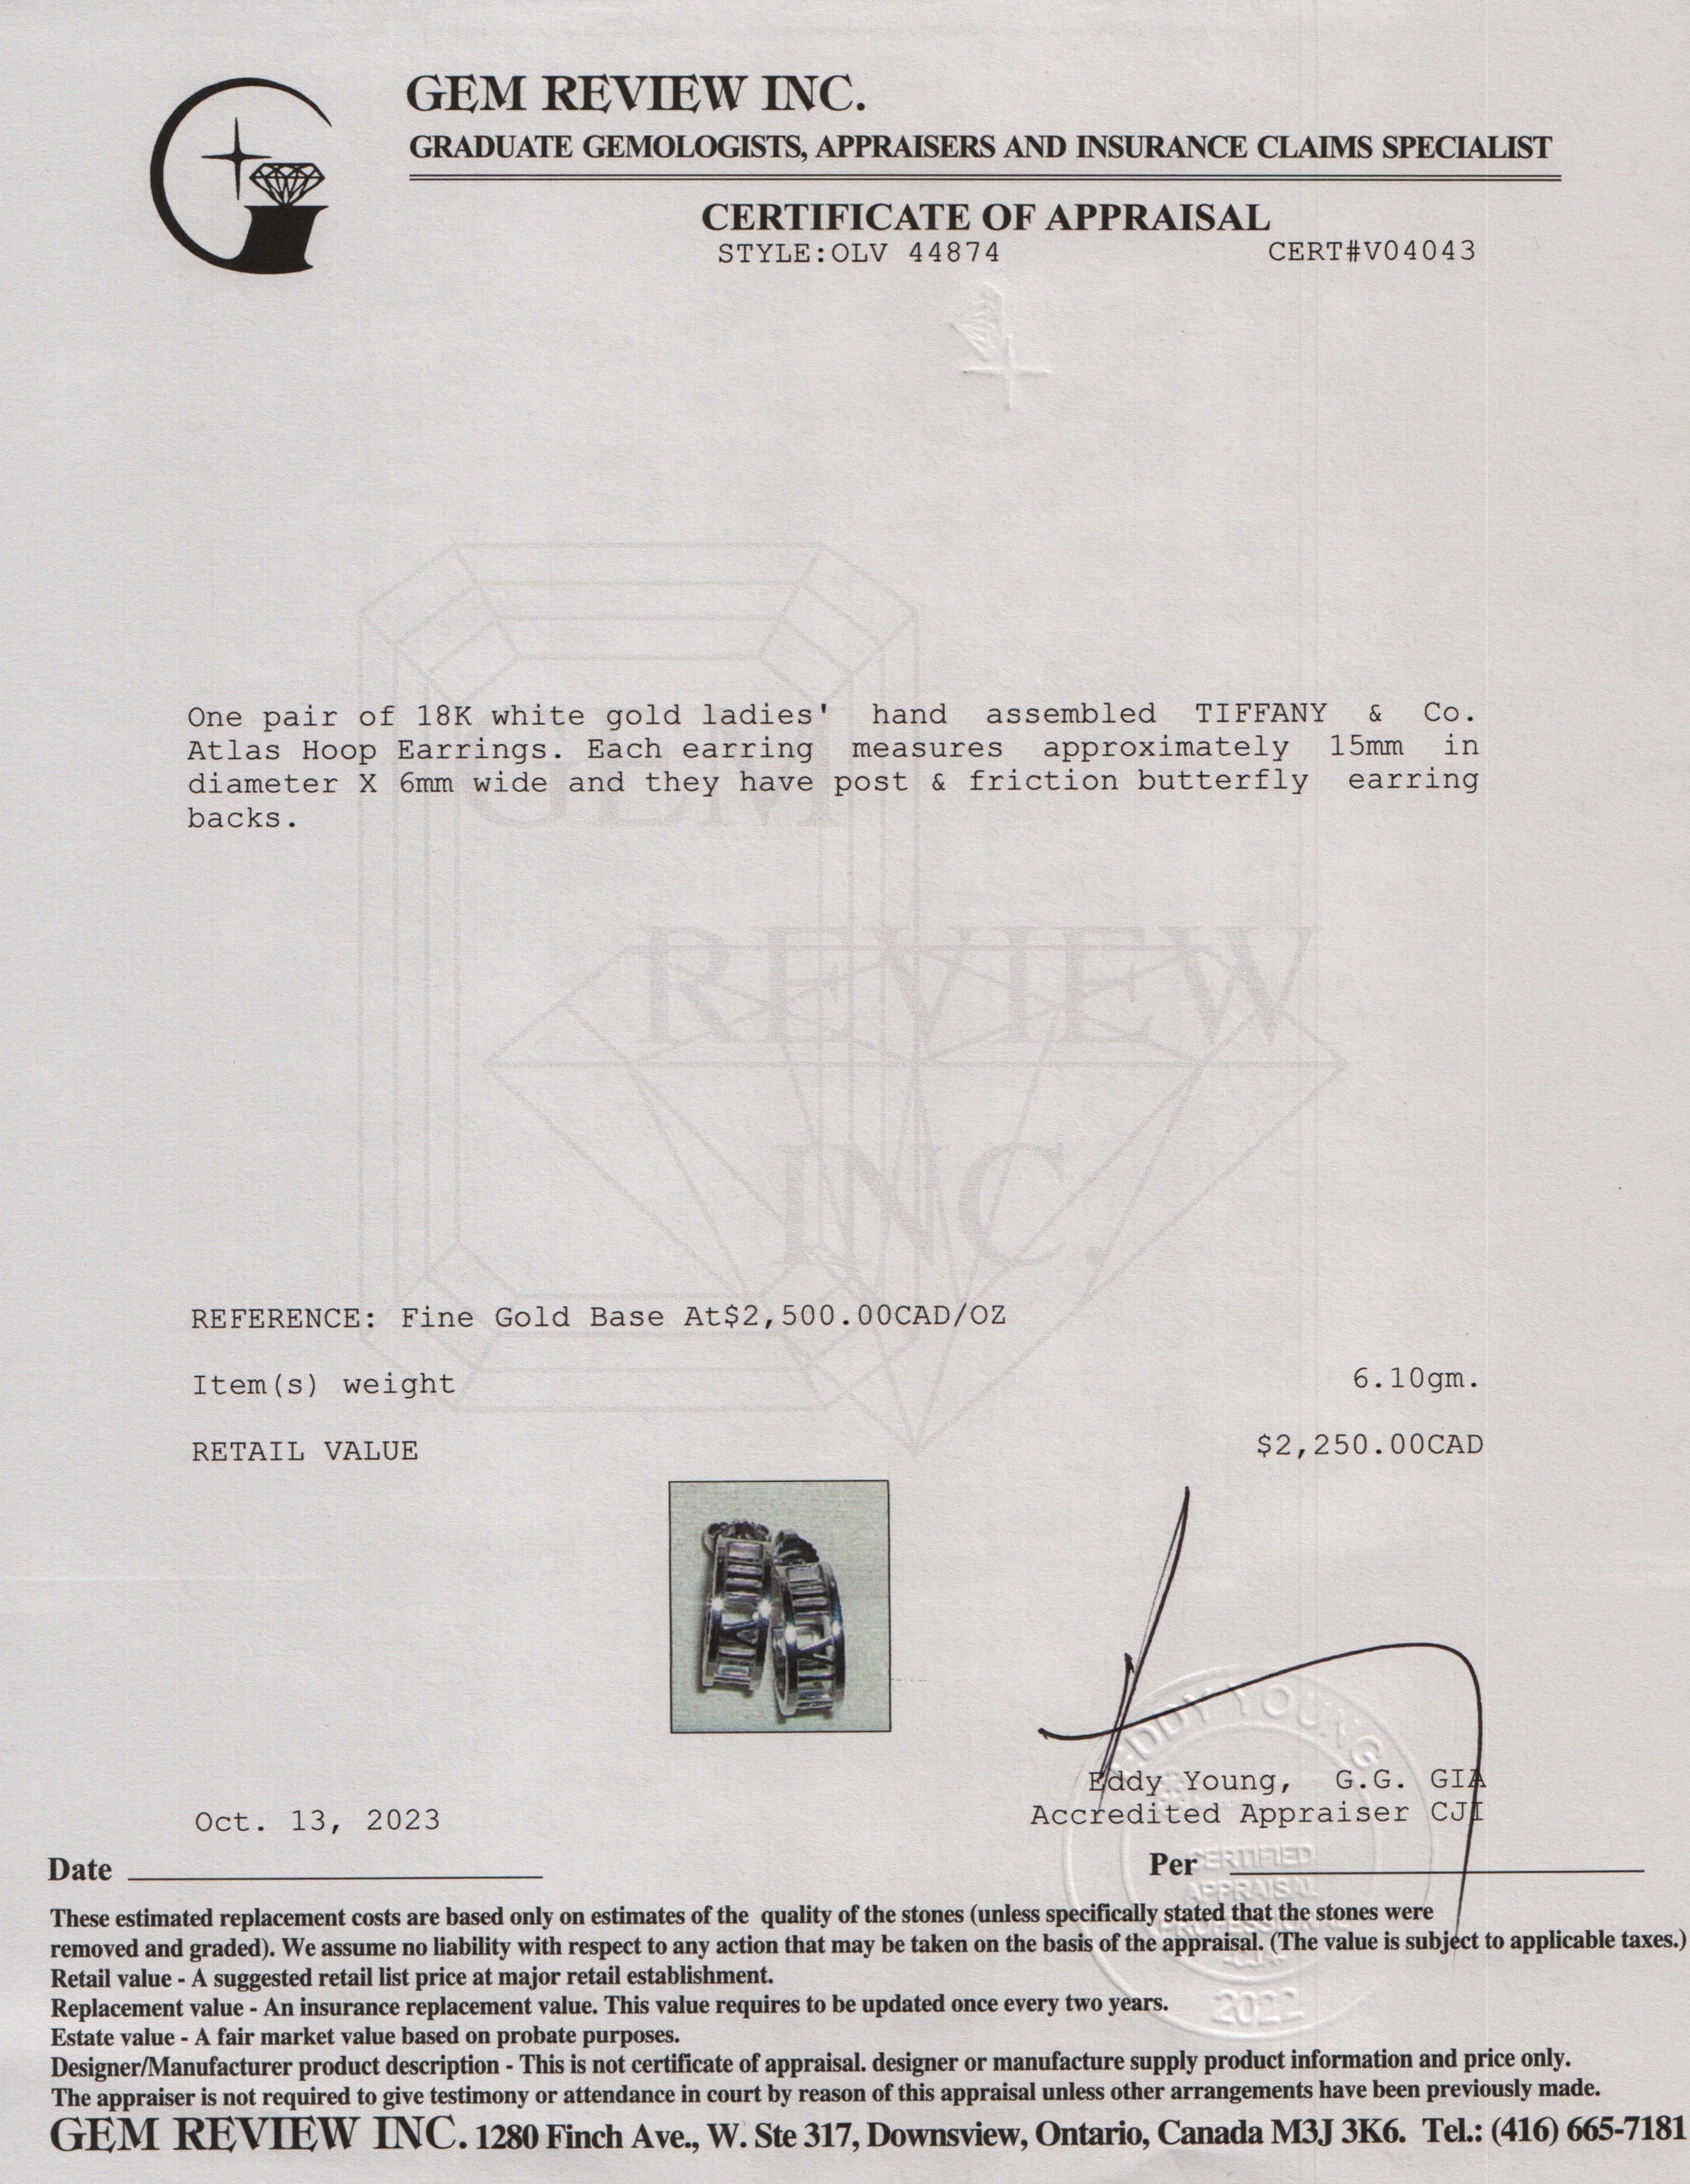 GEM REVIEW INC.
GRADUATE GEMOLOGISTS, APPRAISERS AND INSURANCE CLAIMS SPECIALIST
CERTIFICATE OF APPRAISAL
STYLE:OLV 44874 CERT#V04043
One pair of 18K white gold ladies' hand assembled TIFFANY & Co.
Atlas Hoop Earrings. Each earring measures approximately 15mm in
diameter X 6mm wide and they have post & friction butterfly earring
backs.
GEM
REVIEW
INC.
REFERENCE: Fine Gold Base At$2,500.00CAD/OZ
Item(s) weight 6.10gm.
RETAIL VALUE $2,250.00CAD
EDDY YOUNG
Eddy Young, G.G. GIA
Oct. 13, 2023 Accredited Appraiser CJI
Date Per
CERTIFIED
APPRAISAL
PROFESSIONAL
2022
These estimated replacement costs are based only on estimates of the quality of the stones (unless specifically stated that the stones were
removed and graded). We assume no liability with respect to any action that may be taken on the basis of the appraisal. (The value is subject to applicable taxes.)
Retail value - A suggested retail list price at major retail establishment.
Replacement value - An insurance replacement value. This value requires to be updated once every two years.
Estate value - A fair market value based on probate purposes.
Designer/Manufacturer product description - This is not certificate of appraisal. designer or manufacture supply product information and price only.
The appraiser is not required to give testimony or attendance in court by reason of this appraisal unless other arrangements have been previously made.
GEM REVIEW INC. 1280 Finch Ave., W. Ste 317, Downsview, Ontario, Canada M3J 3K6. Tel.: (416) 665-7181